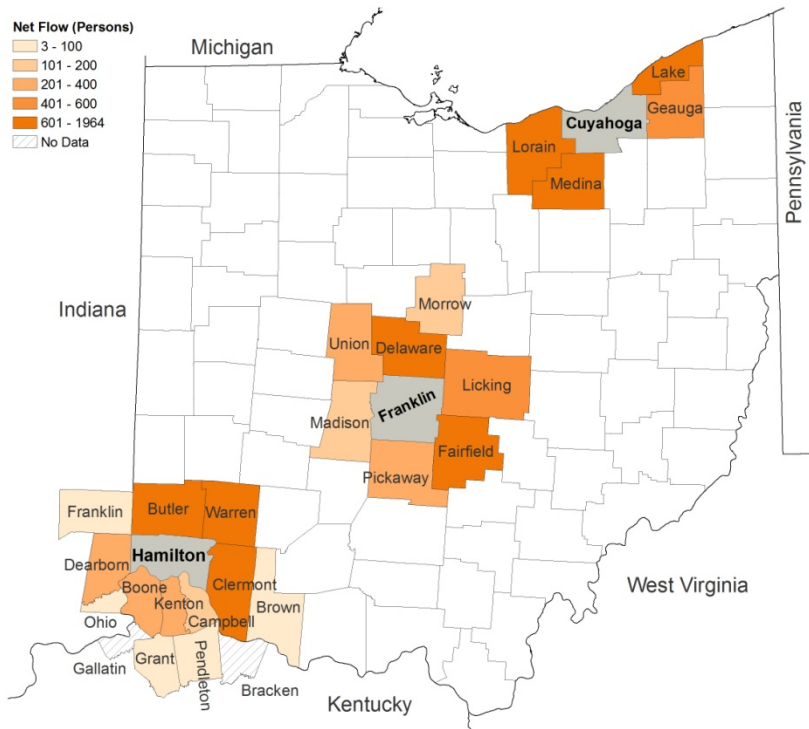 Net Flow (Persons)
3 - 100
101 - 200
201 - 400
401 - 600
601 - 1964
No Data
Michigan
Lake
Geauga
Cuyahoga
Lorain
Medina
Pennsylvania
Indiana
Morrow
Union
Delaware
Licking
Franklin
Madison
Fairfield
Pickaway
Franklin
Butler
Warren
Hamilton
Dearborn
Boone
Kenton
Campbell
Clermont
Brown
Ohio
Gallatin
Grant
Pendleton
Bracken
West Virginia
Kentucky